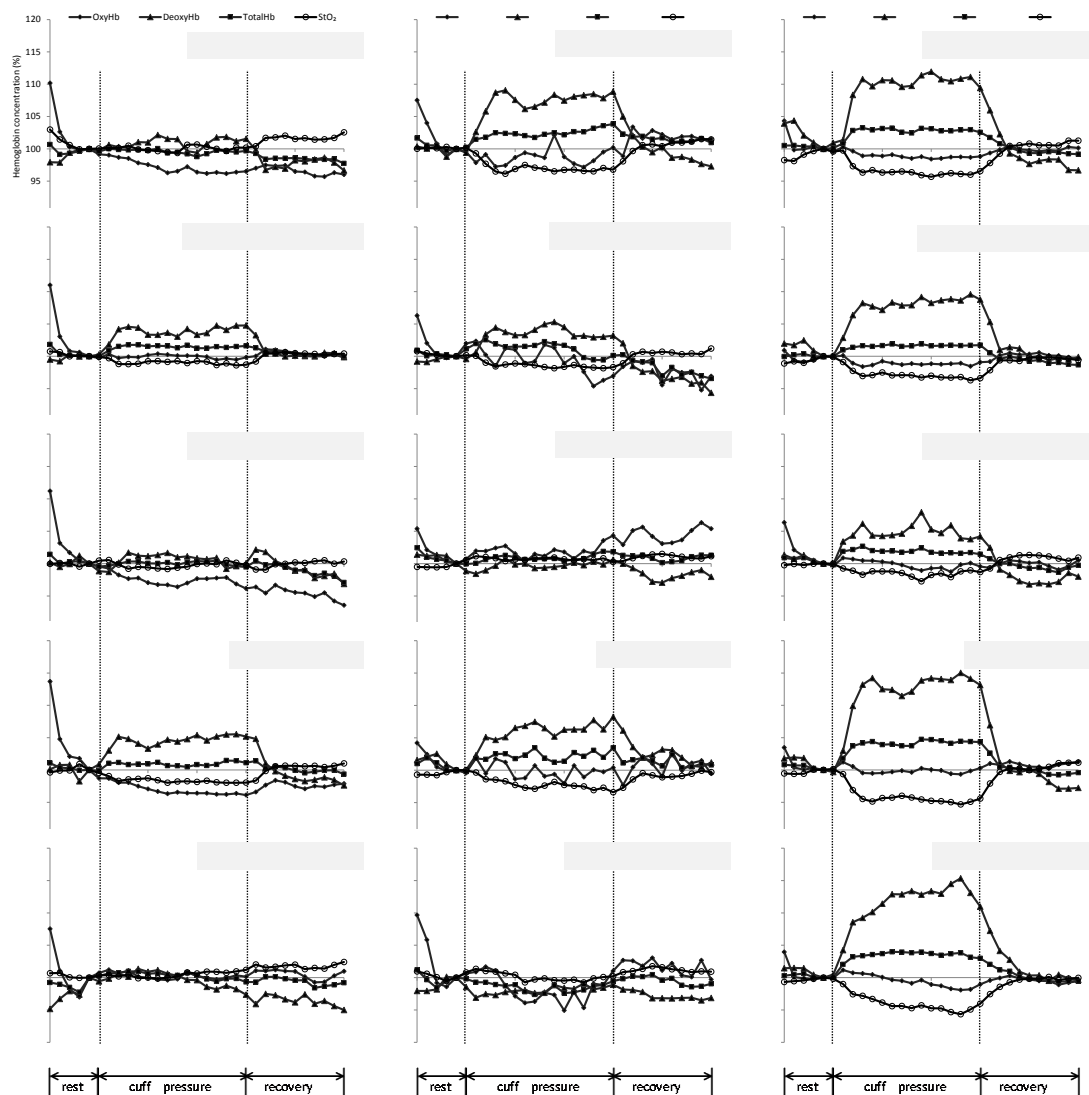 OxyHb DeoxyHb TotalHb StO₂
Hemoglobin concentration (%)
120
115
110
105
100
95
rest cuff pressure recovery
rest cuff pressure recovery
rest cuff pressure recovery